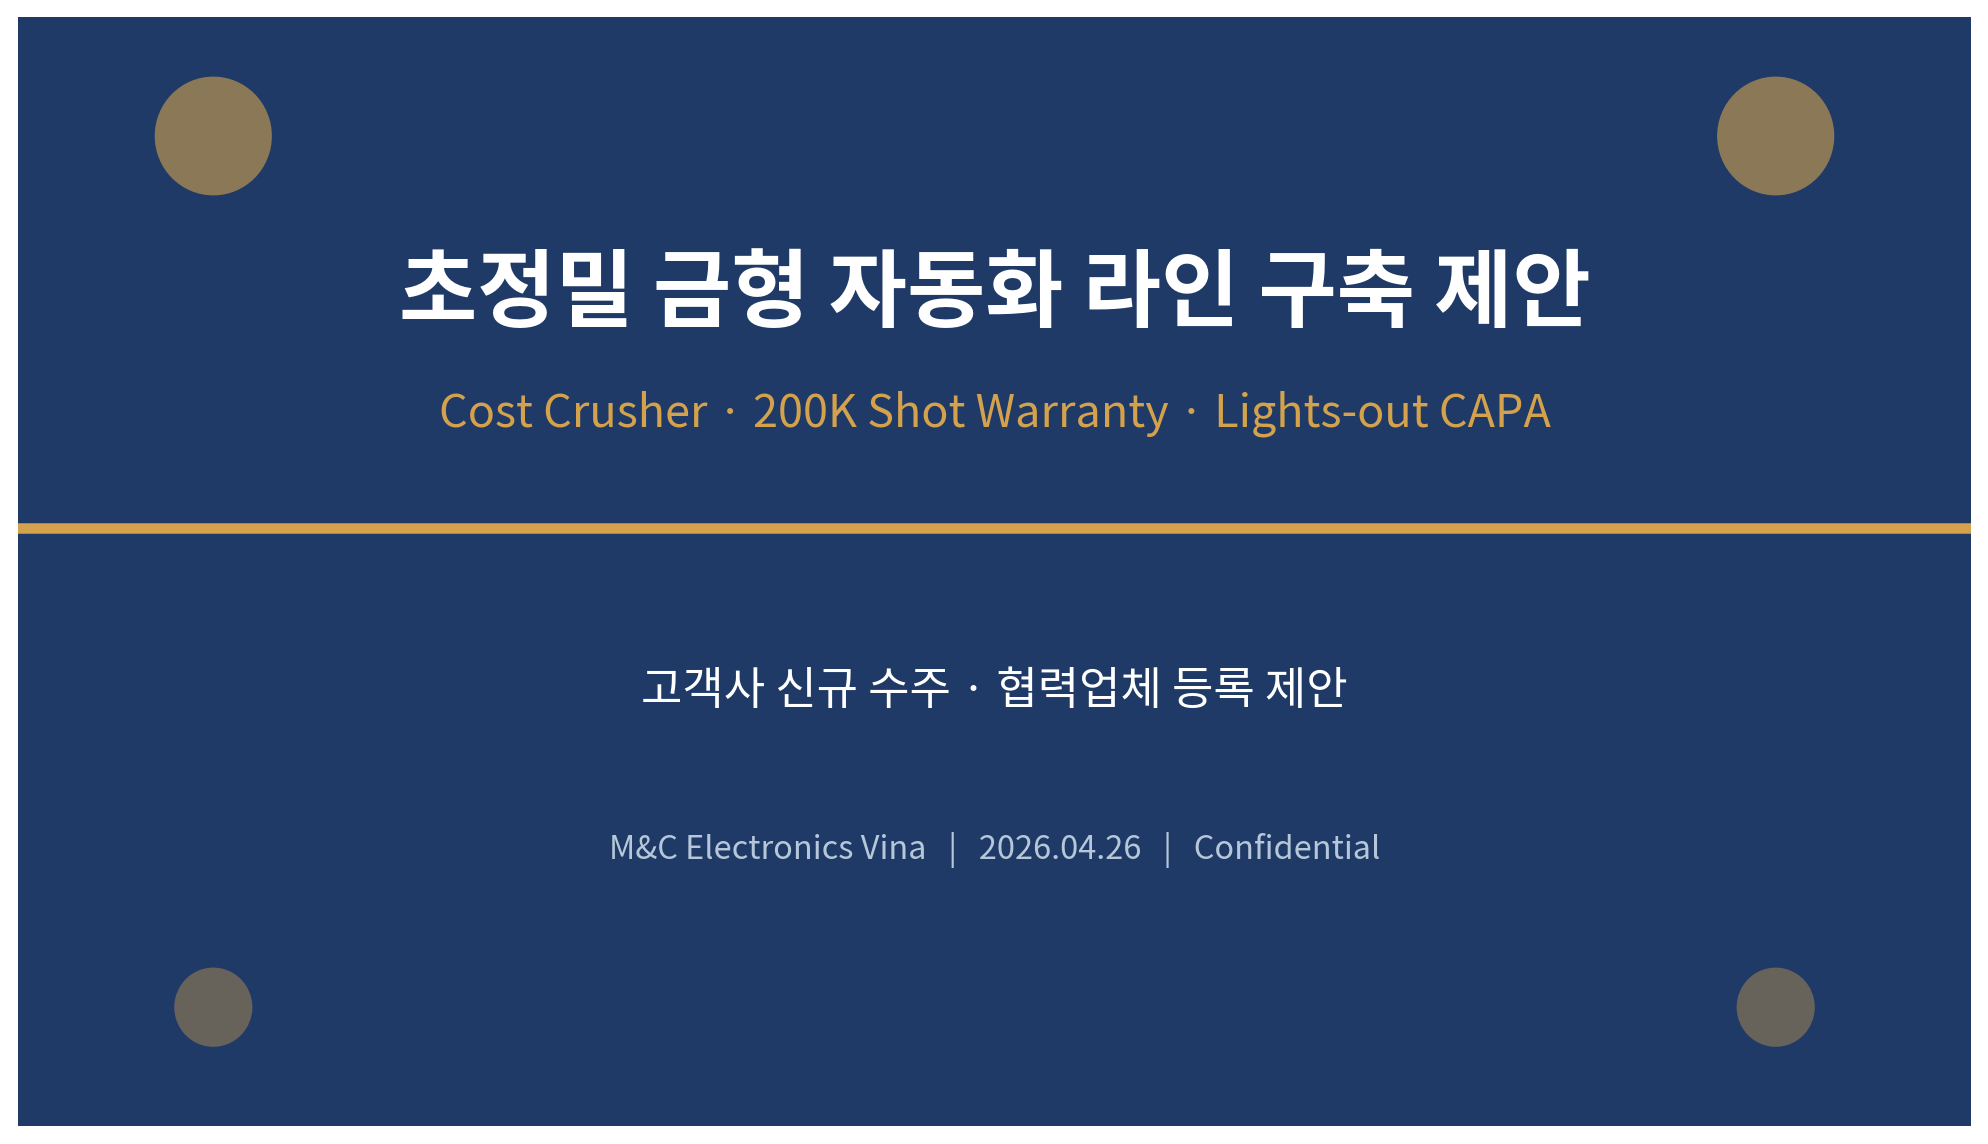 초정밀 금형 자동화 라인 구축 제안
Cost Crusher · 200K Shot Warranty · Lights-out CAPA
고객사 신규 수주 · 협력업체 등록 제안
M&C Electronics Vina | 2026.04.26 | Confidential